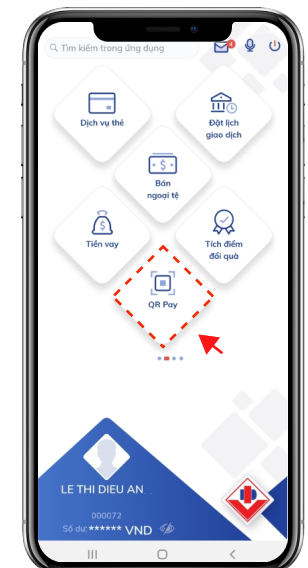 Tìm kiếm trong ứng dụng
4
Dịch vụ thẻ
Đặt lịch
giao dịch
$
Bán
ngoại tệ
$
Tiền vay
Tích điểm
đổi quà
QR Pay
LE THI DIEU AN
000072
Số dư: ****** VND